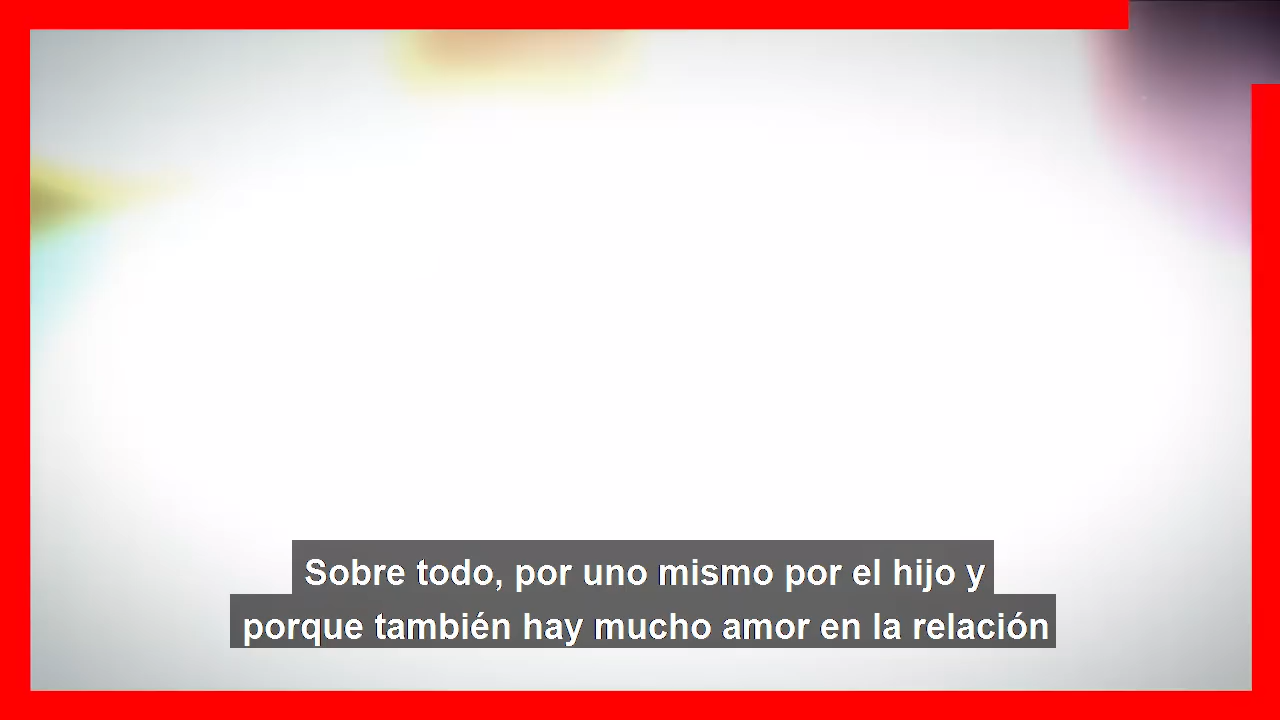 Sobre todo, por uno mismo por el hijo y
porque también hay mucho amor en la relación